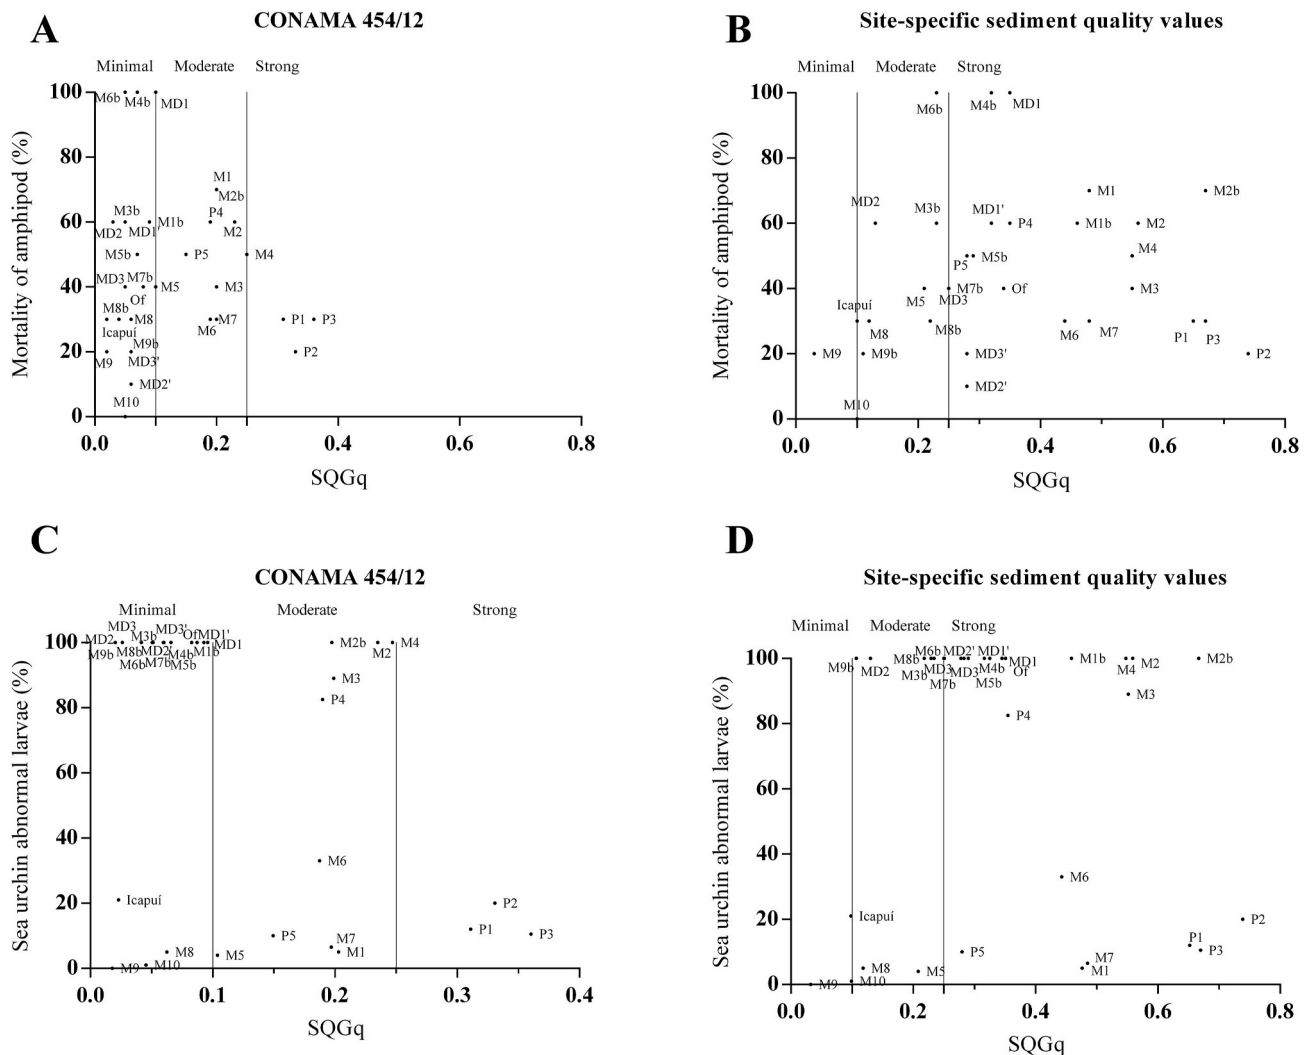 A
CONAMA 454/12
Minimal Moderate Strong
Mortality of amphipod (%)
100
80
60
40
20
0
M6b M4b MD1
M1
M2b
M3b P4
M1b
MD2 MD1' M2
M5b P5 M4
MD3 M7b M5 M3
Of
M8b M8 M7 P1 P3
Icapuí M6
M9b P2
M9 MD3'
MD2'
M10
0.0 0.2 0.4 0.6 0.8
SQGq
B
Site-specific sediment quality values
Minimal Moderate Strong
Mortality of amphipod (%)
100
80
60
40
20
0
M6b M4b MD1
M1 M2b
MD2 M3b MD1' P4 M1b M2
M4
P5 M5b
M5 MD3 M7b Of M3
Icapuí
M8 M8b M6 M7 P1 P3
M9 M9b MD3' P2
MD2'
M10
0.0 0.2 0.4 0.6 0.8
SQGq
C
CONAMA 454/12
Minimal Moderate Strong
Sea urchin abnormal larvae (%)
100
80
60
40
20
0
MD3 MD3' Of MD1'
MD2 M3b MD1 M2b M4
M9b M8b MD2' M4b M1b M2
M6b M7b M5b
M3
P4
M6
Icapuí P2
P5 P1 P3
M7
M8 M5 M1
M9 M10
0.0 0.1 0.2 0.3 0.4
SQGq
D
Site-specific sediment quality values
Minimal Moderate Strong
Sea urchin abnormal larvae (%)
100
80
60
40
20
0
M8b M6b MD2' MD1' MD1 M1b M2 M2b
M9b MD2 MD3 MD3 M4b Of M4
M3b M7b M5b
M3
P4
M6
Icapuí P2
P1
P5 P3
M7
M8 M5 M1
M9 M10
0.0 0.2 0.4 0.6 0.8
SQGq